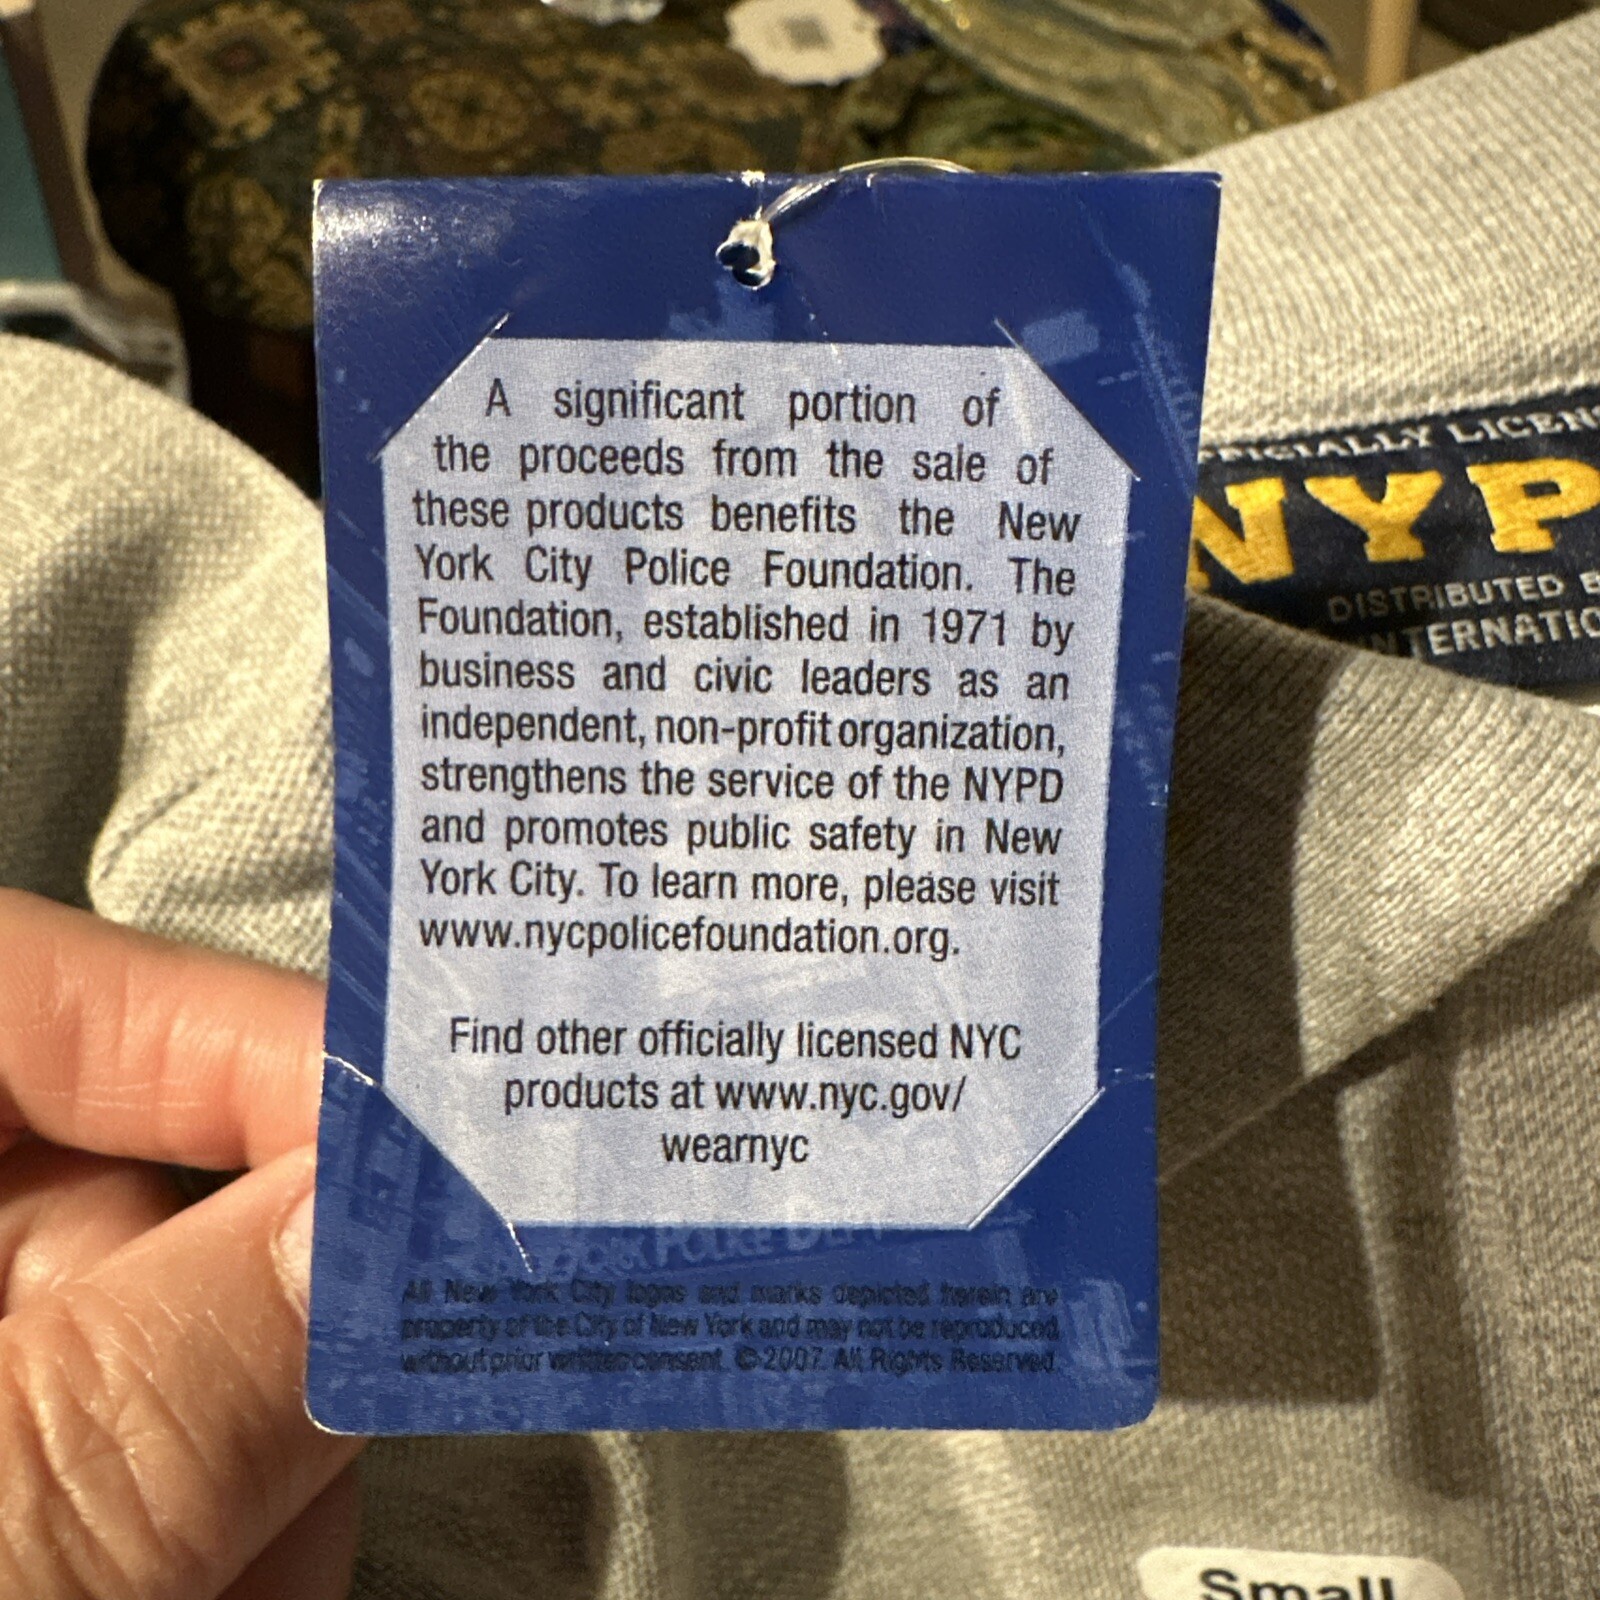 A significant portion of
the proceeds from the sale of
these products benefits the New
York City Police Foundation. The
Foundation, established in 1971 by
business and civic leaders as an
independent, non-profit organization,
strengthens the service of the NYPD
and promotes public safety in New
York City. To learn more, please visit
www.nycpolicefoundation.org.
Find other officially licensed NYC
products at www.nyc.gov/
wearnyc
All New York City logos and marks depicted herein are
property of the City of New York and may not be reproduced
without prior written consent. © 2007. All Rights Reserved.
NYP
DISTRIBUTED
Small